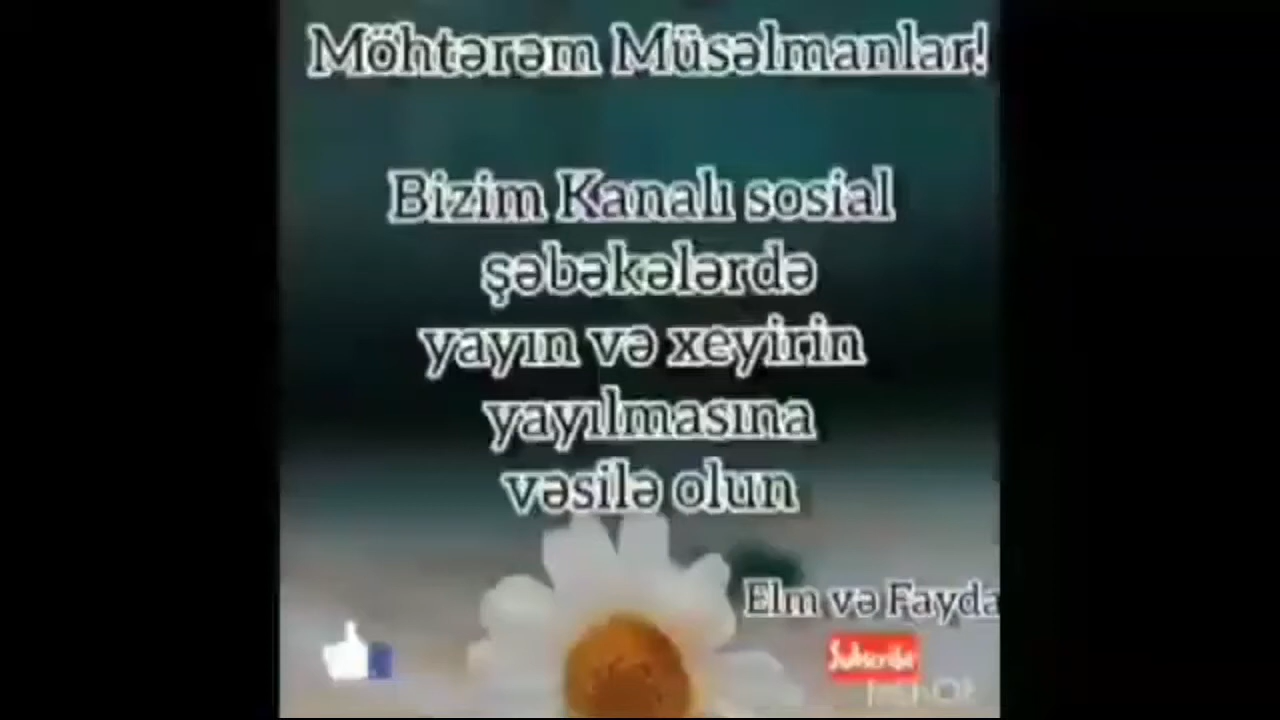 Möhtərəm Müsəlmanlar!
Bizim Kanalı sosial
şəbəkələrdə
yayın və xeyirin
yayılmasına
vəsilə olun
Elm və Fayda
Subscribe